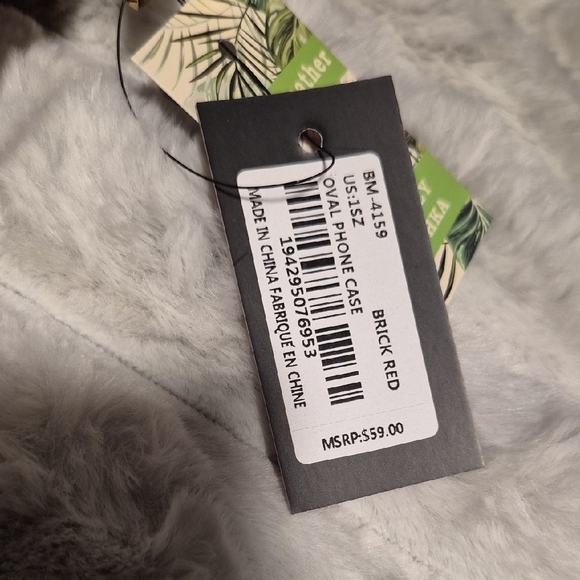 BM-4159 BRICK RED
US:1SZ
OVAL PHONE CASE
194295076953
MADE IN CHINA FABRIQUE EN CHINE
MSRP:$59.00